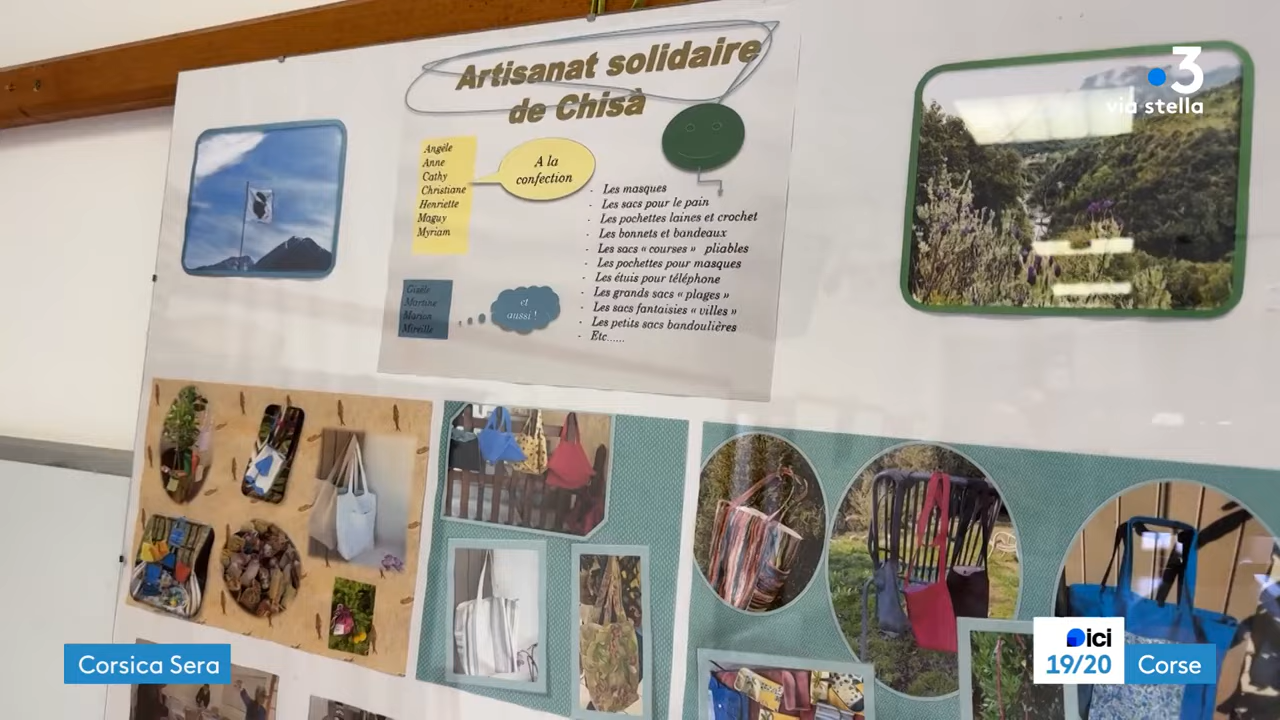 Artisanat solidaire
de Chisà
3
via stella
Angèle
Anne
Cathy
Christiane
Henriette
Maguy
Myriam
A la
confection
- Les masques
- Les sacs pour le pain
- Les pochettes laines et crochet
- Les bonnets et bandeaux
- Les sacs « courses » pliables
- Les pochettes pour masques
- Les étuis pour téléphone
- Les grands sacs « plages »
- Les sacs fantaisies « villes »
- Les petits sacs bandoulières
- Etc......
Gisèle
Martine
Marion
Mireille
et
aussi !
Corsica Sera
ici
19/20
Corse